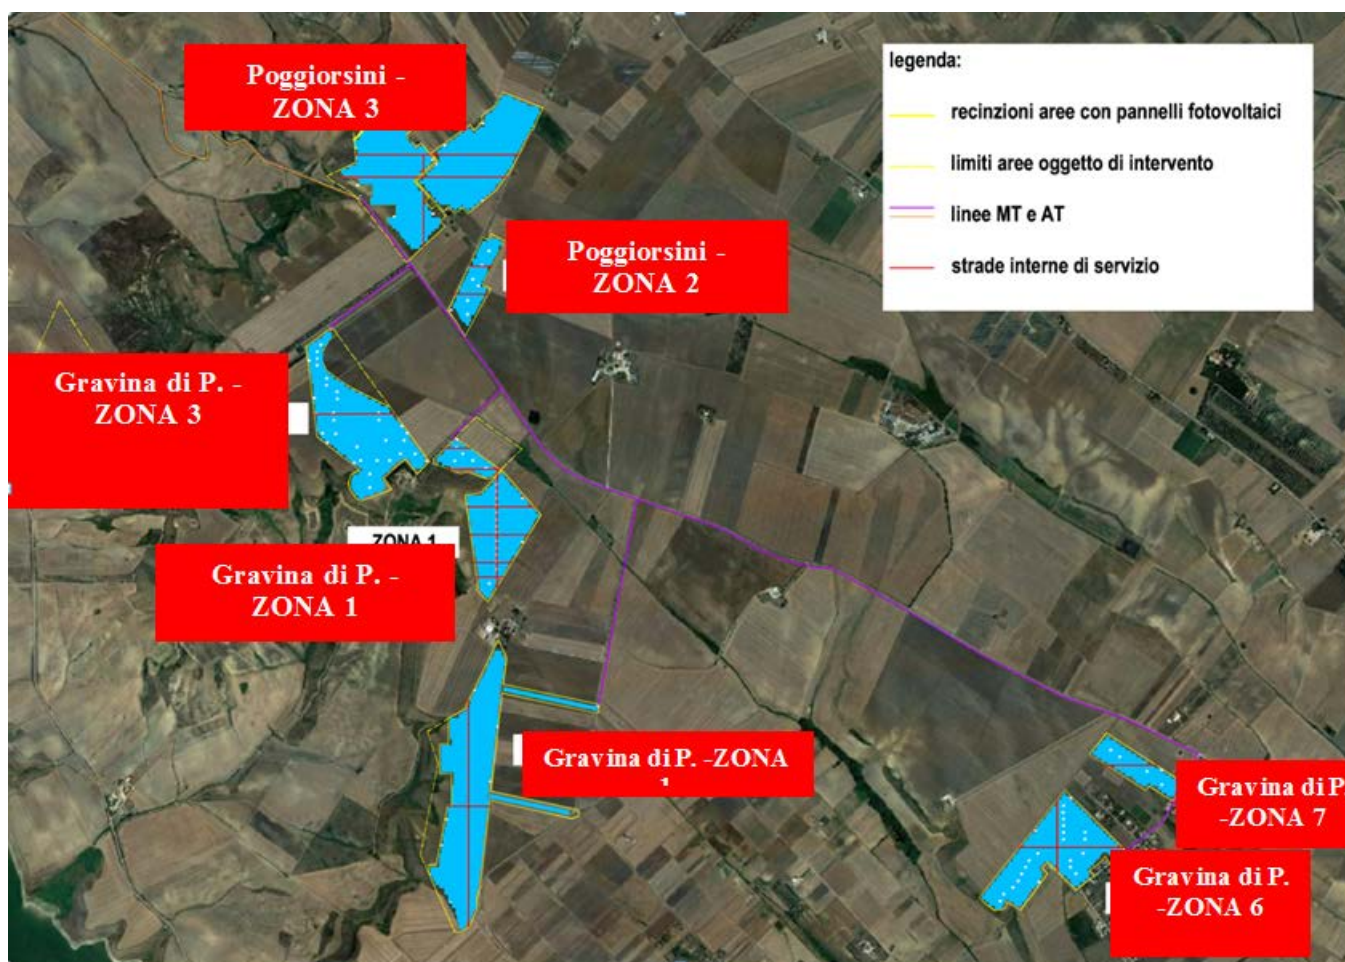 Poggiorsini -
ZONA 3
legenda:
recinzioni aree con pannelli fotovoltaici
limiti aree oggetto di intervento
linee MT e AT
strade interne di servizio
Poggiorsini -
ZONA 2
Gravina di P. -
ZONA 3
ZONA 1
Gravina di P. -
ZONA 1
Gravina di P. -ZONA
1
Gravina di P.
-ZONA 7
Gravina di P.
-ZONA 6